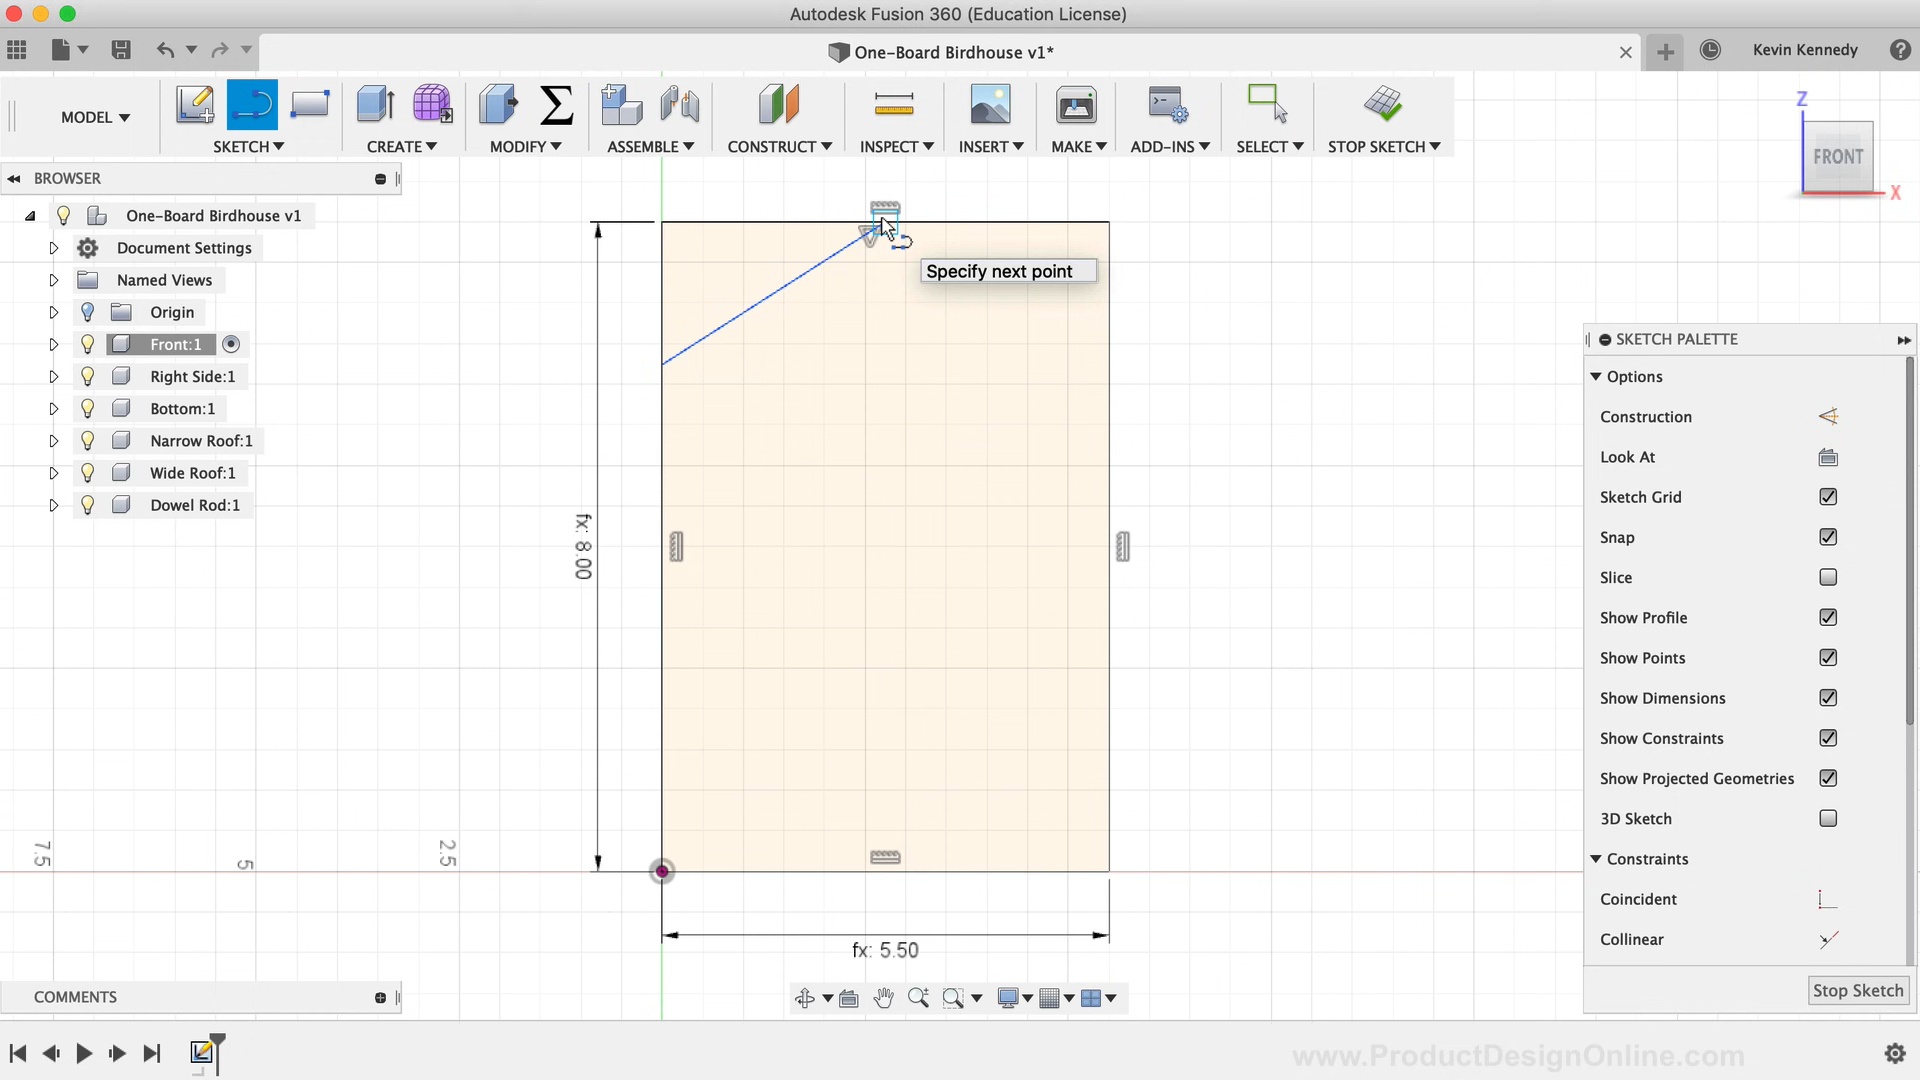 Autodesk Fusion 360 (Education License)
One-Board Birdhouse v1*
Kevin Kennedy
MODEL
SKETCH
CREATE
MODIFY
ASSEMBLE
CONSTRUCT
INSPECT
INSERT
MAKE
ADD-INS
SELECT
STOP SKETCH
Z
FRONT
X
BROWSER
One-Board Birdhouse v1
Document Settings
Named Views
Origin
Front:1
Right Side:1
Bottom:1
Narrow Roof:1
Wide Roof:1
Dowel Rod:1
Specify next point
fx: 8.00
fx: 5.50
7.5
5
2.5
SKETCH PALETTE
Options
Construction
Look At
Sketch Grid
Snap
Slice
Show Profile
Show Points
Show Dimensions
Show Constraints
Show Projected Geometries
3D Sketch
Constraints
Coincident
Collinear
Stop Sketch
COMMENTS
www.ProductDesignOnline.com